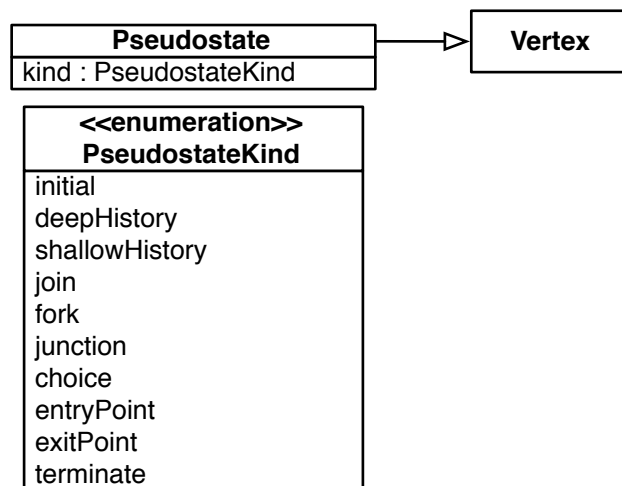 Pseudostate
kind : PseudostateKind
Vertex
<<enumeration>>
PseudostateKind
initial
deepHistory
shallowHistory
join
fork
junction
choice
entryPoint
exitPoint
terminate